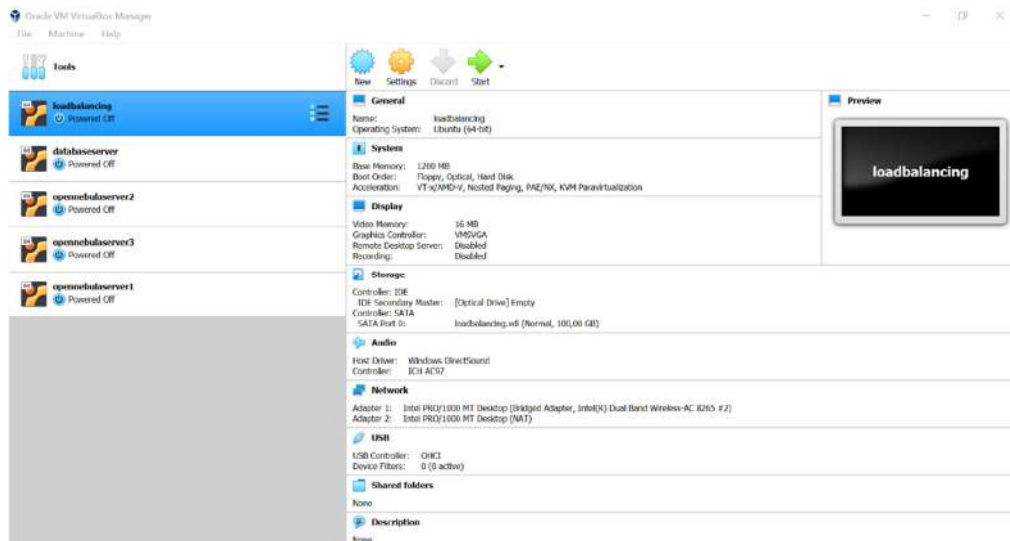 Oracle VM VirtualBox Manager
File Machine Help
Tools
loadbalancing
Powered Off
databaseserver
Powered Off
opennebulaserver2
Powered Off
opennebulaserver3
Powered Off
opennebulaserver1
Powered Off
New Settings Discard Start
General
Name: loadbalancing
Operating System: Ubuntu (64-bit)
System
Base Memory: 1260 MB
Boot Order: Floppy, Optical, Hard Disk
Acceleration: VT-x/AMD-V, Nested Paging, PAE/NX, KVM Paravirtualization
Display
Video Memory: 16 MB
Graphics Controller: VMSVGA
Remote Desktop Server: Disabled
Recording: Disabled
Storage
Controller: IDE
IDE Secondary Master: [Optical Drive] Empty
Controller: SATA
SATA Port 0: loadbalancing.vdi (Normal, 100,00 GB)
Audio
Host Driver: Windows DirectSound
Controller: ICH AC97
Network
Adapter 1: Intel PRO/1000 MT Desktop (Bridged Adapter, Intel(R) Dual Band Wireless-AC 8265 #2)
Adapter 2: Intel PRO/1000 MT Desktop (NAT)
USB
USB Controller: OHCI
Device Filters: 0 (0 active)
Shared folders
None
Description
None
Preview
loadbalancing